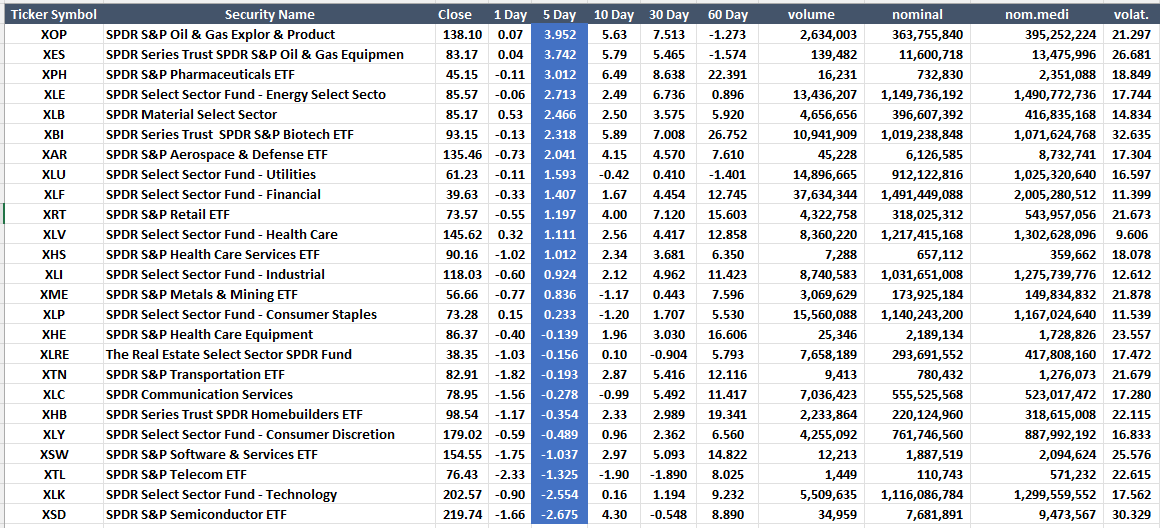 Ticker Symbol Security Name Close 1 Day 5 Day 10 Day 30 Day 60 Day volume nominal nom.medi volat.
XOP SPDR S&P Oil & Gas Explor & Product 138.10 0.07 3.952 5.63 7.513 -1.273 2,634,003 363,755,840 395,252,224 21.297
XES SPDR Series Trust SPDR S&P Oil & Gas Equipmen 83.17 0.04 3.742 5.79 5.465 -1.574 139,482 11,600,718 13,475,996 26.681
XPH SPDR S&P Pharmaceuticals ETF 45.15 -0.11 3.012 6.49 8.638 22.391 16,231 732,830 2,351,088 18.849
XLE SPDR Select Sector Fund - Energy Select Secto 85.57 -0.06 2.713 2.49 6.736 0.896 13,436,207 1,149,736,192 1,490,772,736 17.744
XLB SPDR Material Select Sector 85.17 0.53 2.466 2.50 3.575 5.920 4,656,656 396,607,392 416,835,168 14.834
XBI SPDR Series Trust  SPDR S&P Biotech ETF 93.15 -0.13 2.318 5.89 7.008 26.752 10,941,909 1,019,238,848 1,071,624,768 32.635
XAR SPDR S&P Aerospace & Defense ETF 135.46 -0.73 2.041 4.15 4.570 7.610 45,228 6,126,585 8,732,741 17.304
XLU SPDR Select Sector Fund - Utilities 61.23 -0.11 1.593 -0.42 0.410 -1.401 14,896,665 912,122,816 1,025,320,640 16.597
XLF SPDR Select Sector Fund - Financial 39.63 -0.33 1.407 1.67 4.454 12.745 37,634,344 1,491,449,088 2,005,280,512 11.399
XRT SPDR S&P Retail ETF 73.57 -0.55 1.197 4.00 7.120 15.603 4,322,758 318,025,312 543,957,056 21.673
XLV SPDR Select Sector Fund - Health Care 145.62 0.32 1.111 2.56 4.417 12.858 8,360,220 1,217,415,168 1,302,628,096 9.606
XHS SPDR S&P Health Care Services ETF 90.16 -1.02 1.012 2.34 3.681 6.350 7,288 657,112 359,662 18.078
XLI SPDR Select Sector Fund - Industrial 118.03 -0.60 0.924 2.12 4.962 11.423 8,740,583 1,031,651,008 1,275,739,776 12.612
XME SPDR S&P Metals & Mining ETF 56.66 -0.77 0.836 -1.17 0.443 7.596 3,069,629 173,925,184 149,834,832 21.878
XLP SPDR Select Sector Fund - Consumer Staples 73.28 0.15 0.233 -1.20 1.707 5.530 15,560,088 1,140,243,200 1,167,024,640 11.539
XHE SPDR S&P Health Care Equipment 86.37 -0.40 -0.139 1.96 3.030 16.606 25,346 2,189,134 1,728,826 23.557
XLRE The Real Estate Select Sector SPDR Fund 38.35 -1.03 -0.156 0.10 -0.904 5.793 7,658,189 293,691,552 417,808,160 17.472
XTN SPDR S&P Transportation ETF 82.91 -1.82 -0.193 2.87 5.416 12.116 9,413 780,432 1,276,073 21.679
XLC SPDR Communication Services 78.95 -1.56 -0.278 -0.99 5.492 11.417 7,036,423 555,525,568 523,017,472 17.280
XHB SPDR Series Trust SPDR Homebuilders ETF 98.54 -1.17 -0.354 2.33 2.989 19.341 2,233,864 220,124,960 318,615,008 22.115
XLY SPDR Select Sector Fund - Consumer Discretion 179.02 -0.59 -0.489 0.96 2.362 6.560 4,255,092 761,746,560 887,992,192 16.833
XSW SPDR S&P Software & Services ETF 154.55 -1.75 -1.037 2.97 5.093 14.822 12,213 1,887,519 2,094,624 25.576
XTL SPDR S&P Telecom ETF 76.43 -2.33 -1.325 -1.90 -1.890 8.025 1,449 110,743 571,232 22.615
XLK SPDR Select Sector Fund - Technology 202.57 -0.90 -2.554 0.16 1.194 9.232 5,509,635 1,116,086,784 1,299,559,552 17.562
XSD SPDR S&P Semiconductor ETF 219.74 -1.66 -2.675 4.30 -0.548 8.890 34,959 7,681,891 9,473,567 30.329